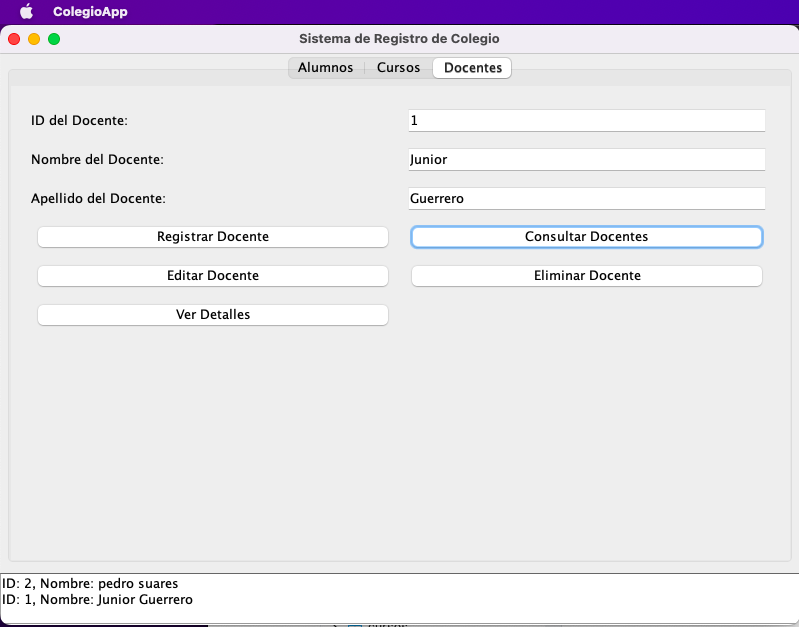 ColegioApp
Sistema de Registro de Colegio
Alumnos Cursos Docentes
ID del Docente: 1
Nombre del Docente: Junior
Apellido del Docente: Guerrero
Registrar Docente Consultar Docentes
Editar Docente Eliminar Docente
Ver Detalles
ID: 2, Nombre: pedro suares
ID: 1, Nombre: Junior Guerrero